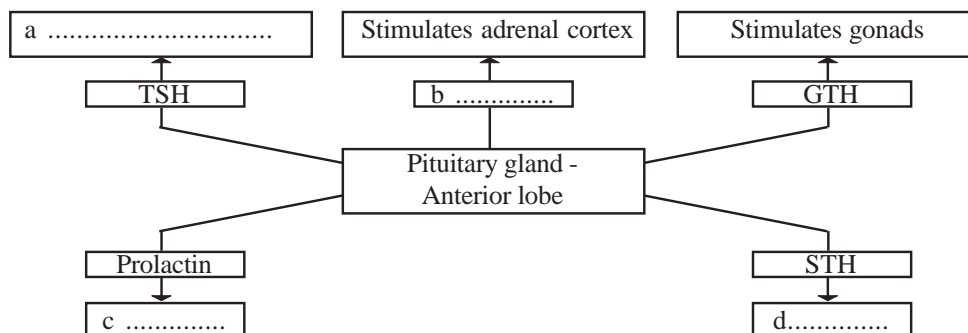 a ...............................
Stimulates adrenal cortex
Stimulates gonads
TSH
b ..............
GTH
Pituitary gland -
Anterior lobe
Prolactin
STH
c ..............
d..............